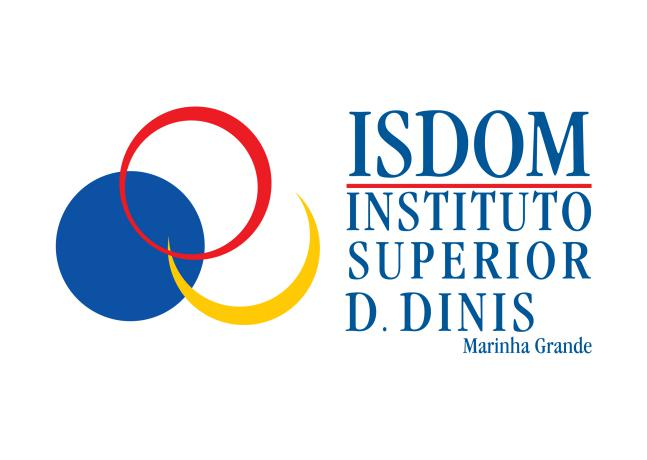 ISDOM
INSTITUTO
SUPERIOR
D. DINIS
Marinha Grande